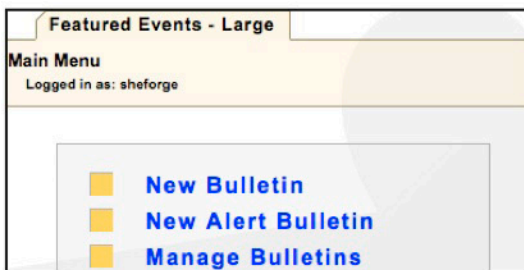 Featured Events - Large
Main Menu
Logged in as: sheforge
New Bulletin
New Alert Bulletin
Manage Bulletins